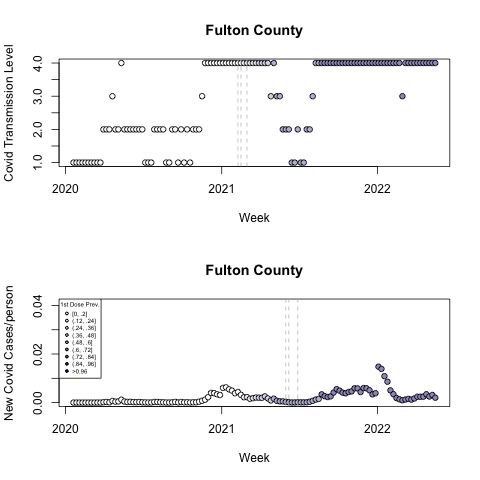 Fulton County
Covid Transmission Level
4.0
3.0
2.0
1.0
2020 2021 2022
Week
Fulton County
New Covid Cases/person
0.04
0.02
0.00
1st Dose Prev.
[0, .2]
(.12, .24]
(.24, .36]
(.36, .48]
(.48, .6]
(.6, .72]
(.72, .84]
(.84, .96]
>0.96
2020 2021 2022
Week